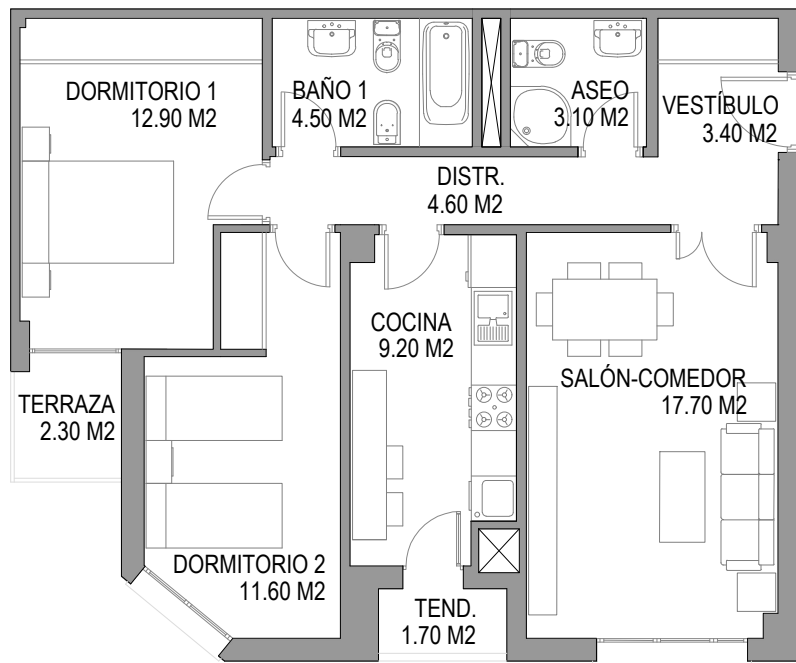 DORMITORIO 1
12.90 M2
BAÑO 1
4.50 M2
ASEO
3.10 M2
VESTÍBULO
3.40 M2
DISTR.
4.60 M2
COCINA
9.20 M2
SALÓN-COMEDOR
17.70 M2
TERRAZA
2.30 M2
DORMITORIO 2
11.60 M2
TEND.
1.70 M2